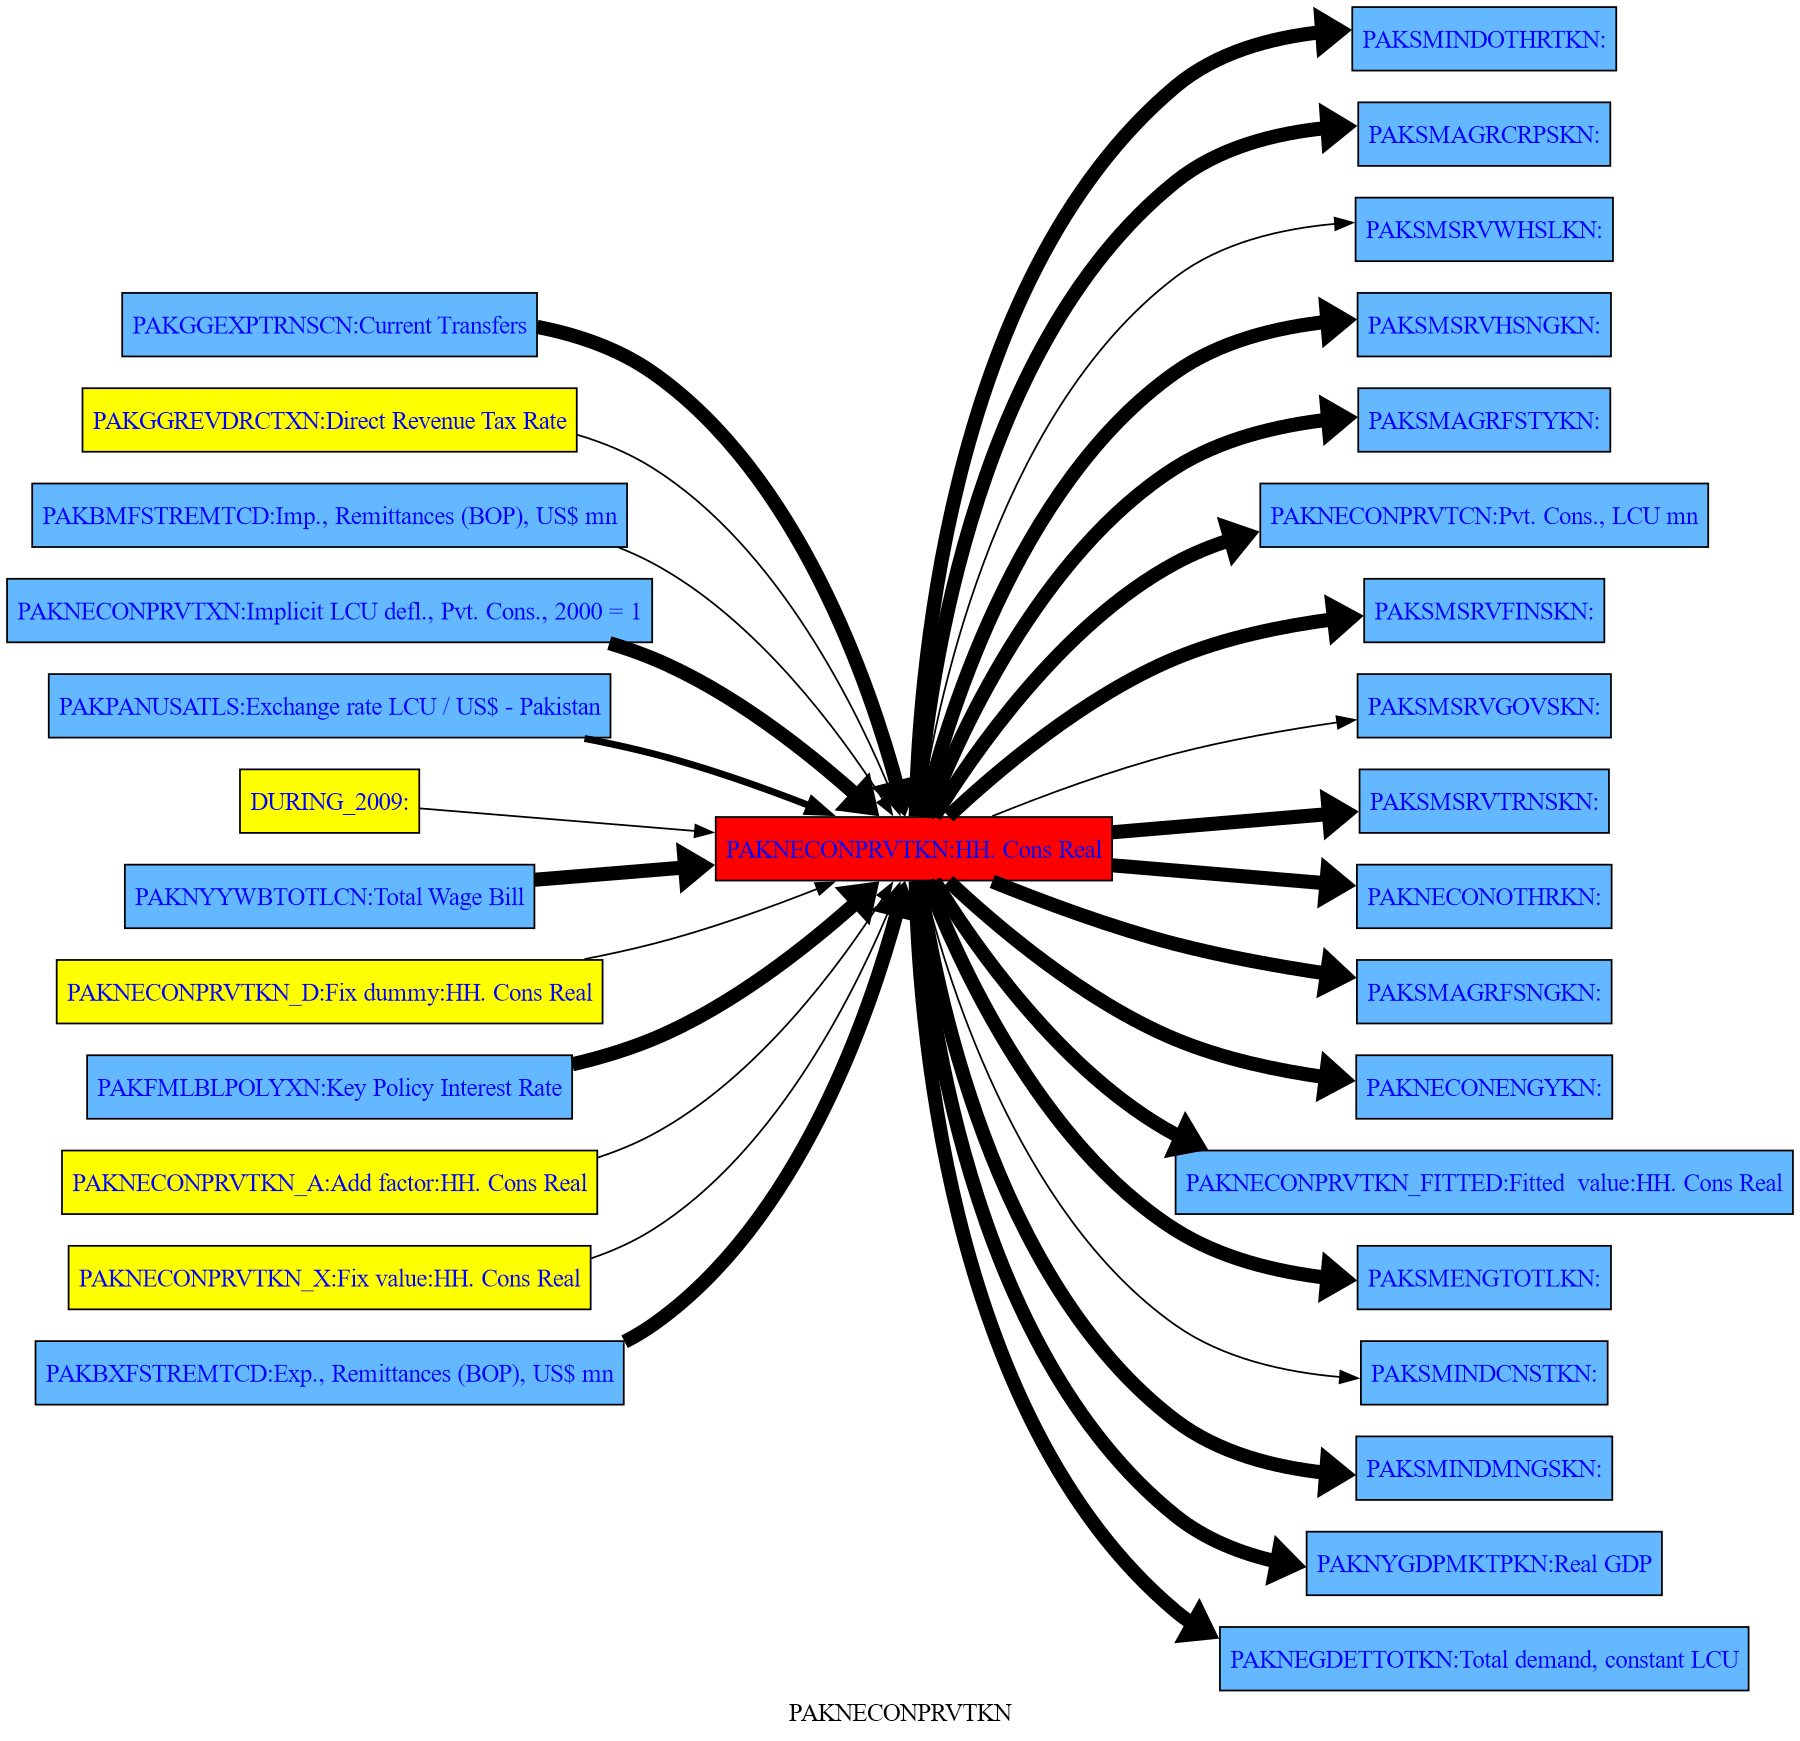 PAKGGEXPTRNSCN:Current Transfers
PAKGGREVDRCTXN:Direct Revenue Tax Rate
PAKBMFSTREMTCD:Imp., Remittances (BOP), US$ mn
PAKNECONPRVTXN:Implicit LCU defl., Pvt. Cons., 2000 = 1
PAKPANUSATLS:Exchange rate LCU / US$ - Pakistan
DURING_2009:
PAKNYYWBTOTLCN:Total Wage Bill
PAKNECONPRVTKN_D:Fix dummy:HH. Cons Real
PAKFMLBLPOLYXN:Key Policy Interest Rate
PAKNECONPRVTKN_A:Add factor:HH. Cons Real
PAKNECONPRVTKN_X:Fix value:HH. Cons Real
PAKBXFSTREMTCD:Exp., Remittances (BOP), US$ mn
PAKNECONPRVTKN:HH. Cons Real
PAKSMINDOTHRTKN:
PAKSMAGRCRPSKN:
PAKSMSRVWHSLKN:
PAKSMSRVHSNGKN:
PAKSMAGRFSTYKN:
PAKNECONPRVTCN:Pvt. Cons., LCU mn
PAKSMSRVFINSKN:
PAKSMSRVGOVSKN:
PAKSMSRVTRNSKN:
PAKNECONOTHRKN:
PAKSMAGRFSNGKN:
PAKNECONENGYKN:
PAKNECONPRVTKN_FITTED:Fitted  value:HH. Cons Real
PAKSMENGTOTLKN:
PAKSMINDCNSTKN:
PAKSMINDMNGSKN:
PAKNYGDPMKTPKN:Real GDP
PAKNEGDETTOTKN:Total demand, constant LCU
PAKNECONPRVTKN